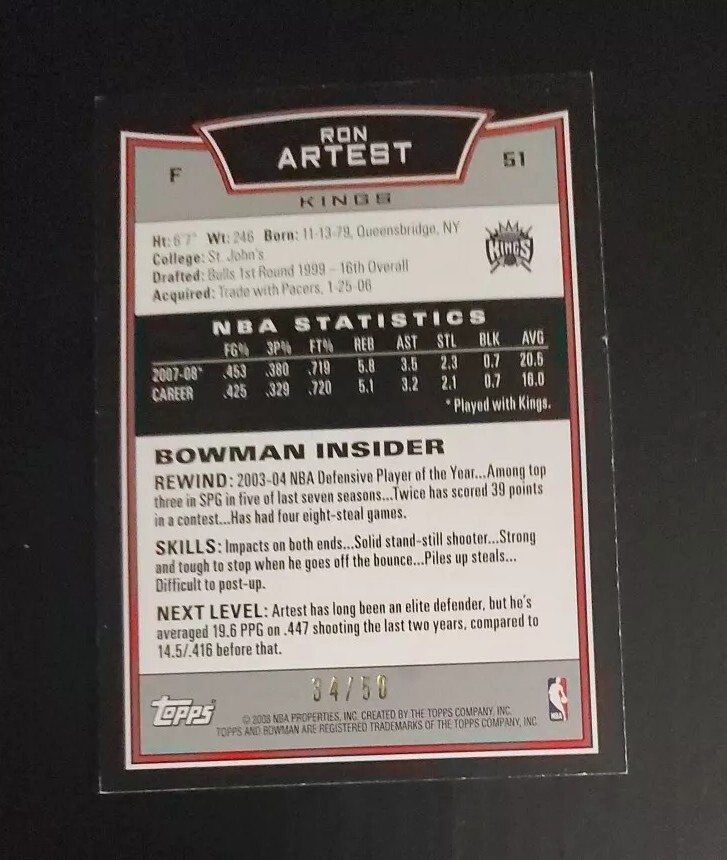 RON
ARTEST
F
51
KINGS
Ht: 6'7" Wt: 246 Born: 11-13-79, Queensbridge, NY
College: St. John's
Drafted: Bulls 1st Round 1999 - 16th Overall
Acquired: Trade with Pacers, 1-25-06
KINGS
NBA STATISTICS
FG% 3P% FT% REB AST STL BLK AVG
2007-08* .453 .380 .719 5.8 3.5 2.3 0.7 20.5
CAREER .425 .329 .720 5.1 3.2 2.1 0.7 16.0
* Played with Kings.
BOWMAN INSIDER
REWIND: 2003-04 NBA Defensive Player of the Year...Among top
three in SPG in five of last seven seasons...Twice has scored 39 points
in a contest...Has had four eight-steal games.
SKILLS: Impacts on both ends...Solid stand-still shooter...Strong
and tough to stop when he goes off the bounce...Piles up steals...
Difficult to post-up.
NEXT LEVEL: Artest has long been an elite defender, but he's
averaged 19.6 PPG on .447 shooting the last two years, compared to
14.5/.416 before that.
34/50
Topps
© 2008 NBA PROPERTIES, INC. CREATED BY THE TOPPS COMPANY, INC.
TOPPS AND BOWMAN ARE REGISTERED TRADEMARKS OF THE TOPPS COMPANY, INC.
NBA